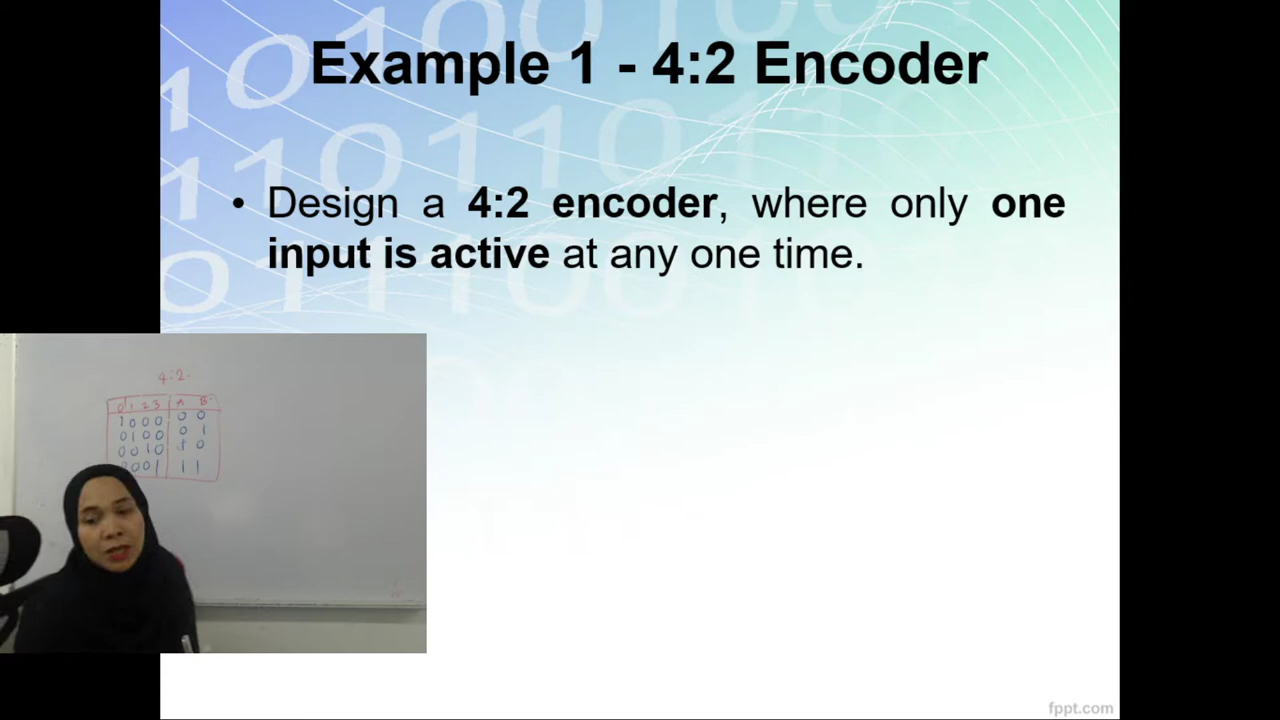 Example 1 - 4:2 Encoder
• Design a 4:2 encoder, where only one
input is active at any one time.
4:2
0 1 2 3 A B
1 0 0 0 0 0
0 1 0 0 0 1
0 0 1 0 1 0
0 0 1 1 1
fppt.com